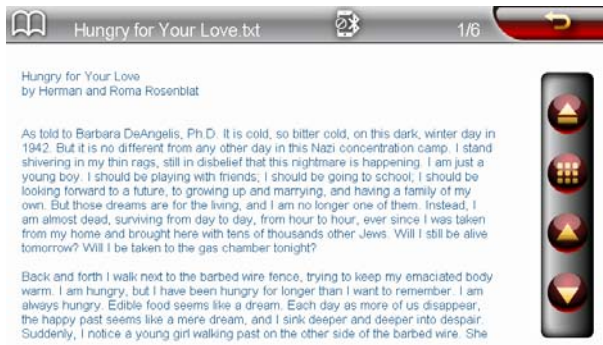 Hungry for Your Love.txt
1/6
Hungry for Your Love
by Herman and Roma Rosenblat
As told to Barbara DeAngelis, Ph.D. It is cold, so bitter cold, on this dark, winter day in
1942. But it is no different from any other day in this Nazi concentration camp. I stand
shivering in my thin rags, still in disbelief that this nightmare is happening. I am just a
young boy. I should be playing with friends; I should be going to school; I should be
looking forward to a future, to growing up and marrying, and having a family of my
own. But those dreams are for the living, and I am no longer one of them. Instead, I
am almost dead, surviving from day to day, from hour to hour, ever since I was taken
from my home and brought here with tens of thousands other Jews. Will I still be alive
tomorrow? Will I be taken to the gas chamber tonight?
Back and forth I walk next to the barbed wire fence, trying to keep my emaciated body
warm. I am hungry, but I have been hungry for longer than I want to remember. I am
always hungry. Edible food seems like a dream. Each day as more of us disappear,
the happy past seems like a mere dream, and I sink deeper and deeper into despair.
Suddenly, I notice a young girl walking past on the other side of the barbed wire. She